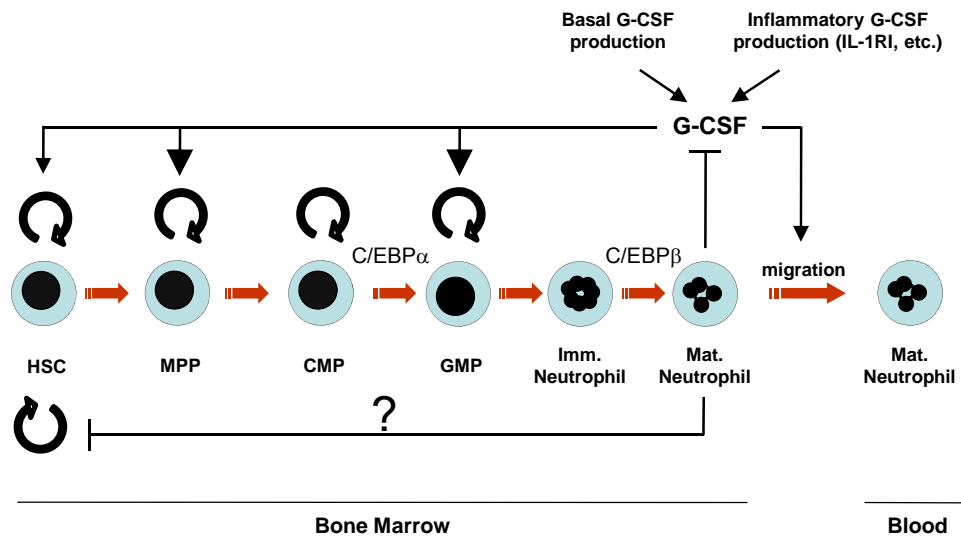 Basal G-CSF
production
Inflammatory G-CSF
production (IL-1RI, etc.)
G-CSF
C/EBPα
C/EBPβ
migration
HSC
MPP
CMP
GMP
Imm.
Neutrophil
Mat.
Neutrophil
Mat.
Neutrophil
?
Bone Marrow
Blood